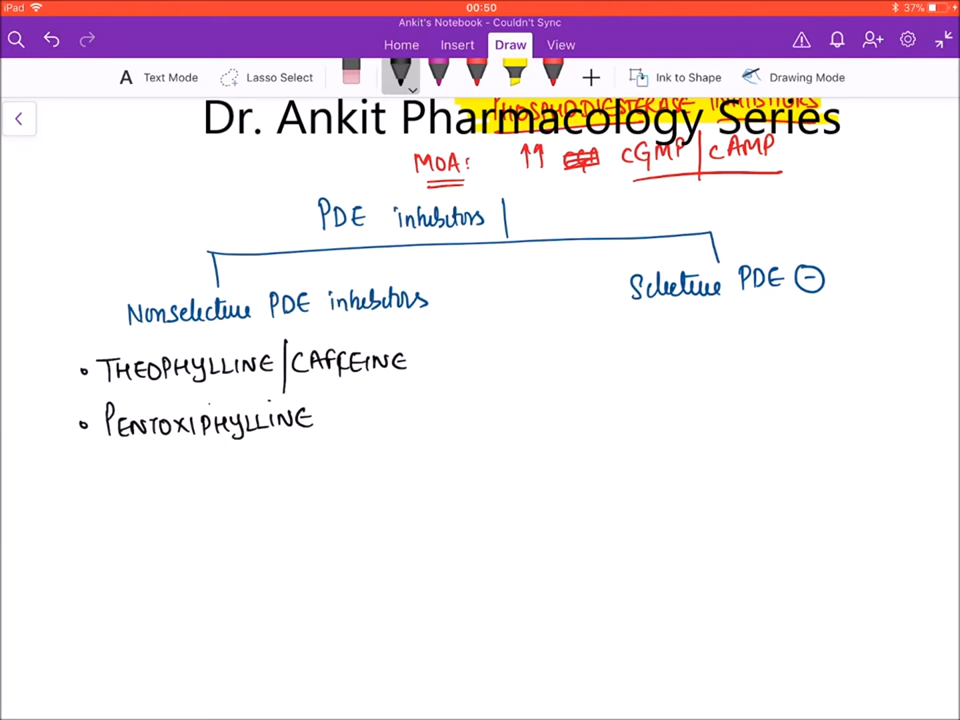 iPad 00:50 37%
Ankit's Notebook - Couldn't Sync
Home Insert Draw View
A Text Mode Lasso Select Ink to Shape Drawing Mode
PHOSPHODIESTERASE INHIBITORS
Dr. Ankit Pharmacology Series
MOA: ↑↑ cGMP | cAMP
PDE inhibitors
Nonselective PDE inhibitors
Selective PDE ⊖
• THEOPHYLLINE | CAFFEINE
• PENTOXIPHYLLINE